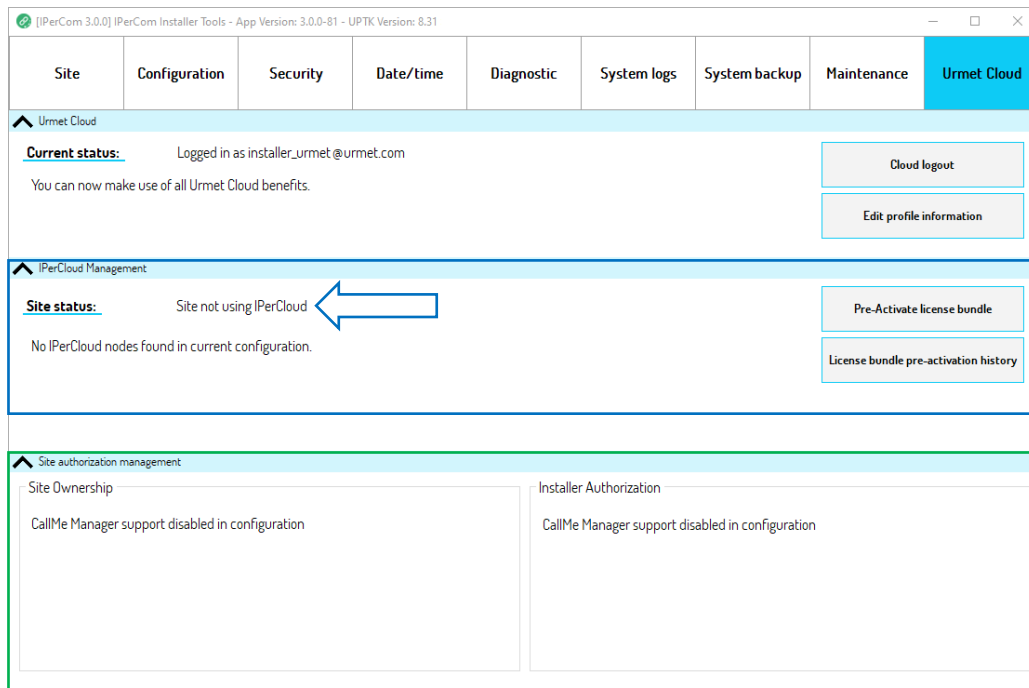 [IPerCom 3.0.0] IPerCom Installer Tools - App Version: 3.0.0-81 - UPTK Version: 8.31
Site Configuration Security Date/time Diagnostic System logs System backup Maintenance Urmet Cloud
Urmet Cloud
Current status: Logged in as installer_urmet@urmet.com
Cloud logout
You can now make use of all Urmet Cloud benefits.
Edit profile information
IPerCloud Management
Site status: Site not using IPerCloud
Pre-Activate license bundle
No IPerCloud nodes found in current configuration.
License bundle pre-activation history
Site authorization management
Site Ownership
CallMe Manager support disabled in configuration
Installer Authorization
CallMe Manager support disabled in configuration